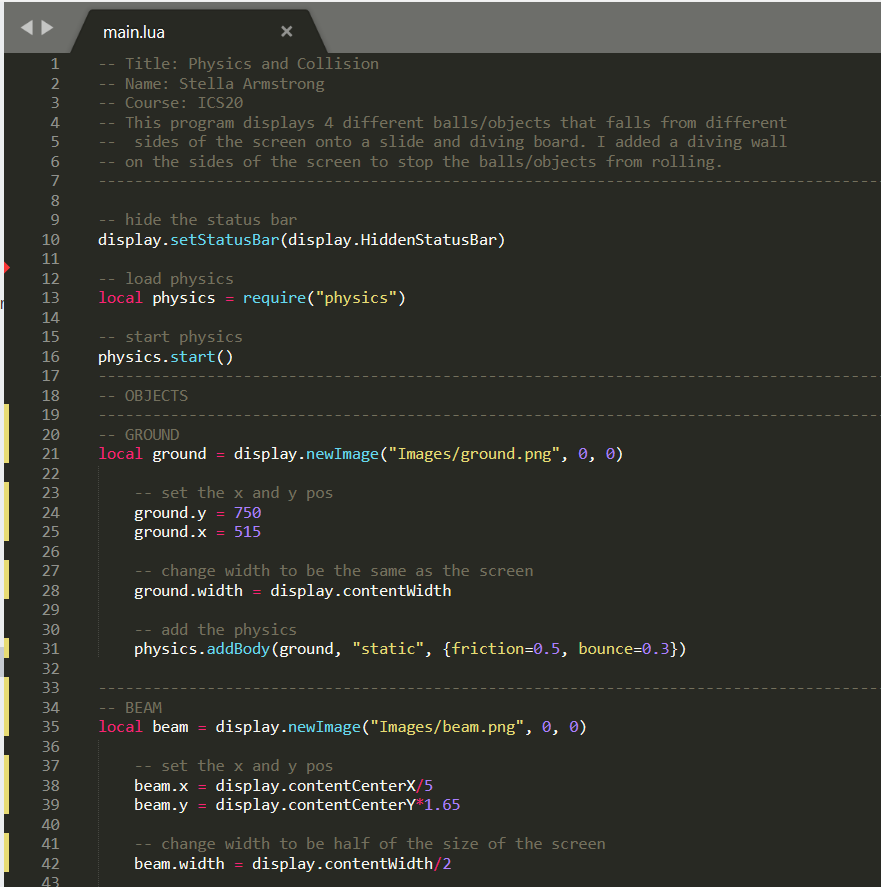 main.lua
1 -- Title: Physics and Collision
2 -- Name: Stella Armstrong
3 -- Course: ICS20
4 -- This program displays 4 different balls/objects that falls from different
5 --  sides of the screen onto a slide and diving board. I added a diving wall
6 -- on the sides of the screen to stop the balls/objects from rolling.
7 --------------------------------------------------------------------------------------
8
9 -- hide the status bar
10 display.setStatusBar(display.HiddenStatusBar)
11
12 -- load physics
13 local physics = require("physics")
14
15 -- start physics
16 physics.start()
17 --------------------------------------------------------------------------------------
18 -- OBJECTS
19 --------------------------------------------------------------------------------------
20 -- GROUND
21 local ground = display.newImage("Images/ground.png", 0, 0)
22
23     -- set the x and y pos
24     ground.y = 750
25     ground.x = 515
26
27     -- change width to be the same as the screen
28     ground.width = display.contentWidth
29
30     -- add the physics
31     physics.addBody(ground, "static", {friction=0.5, bounce=0.3})
32
33 --------------------------------------------------------------------------------------
34 -- BEAM
35 local beam = display.newImage("Images/beam.png", 0, 0)
36
37     -- set the x and y pos
38     beam.x = display.contentCenterX/5
39     beam.y = display.contentCenterY*1.65
40
41     -- change width to be half of the size of the screen
42     beam.width = display.contentWidth/2
43